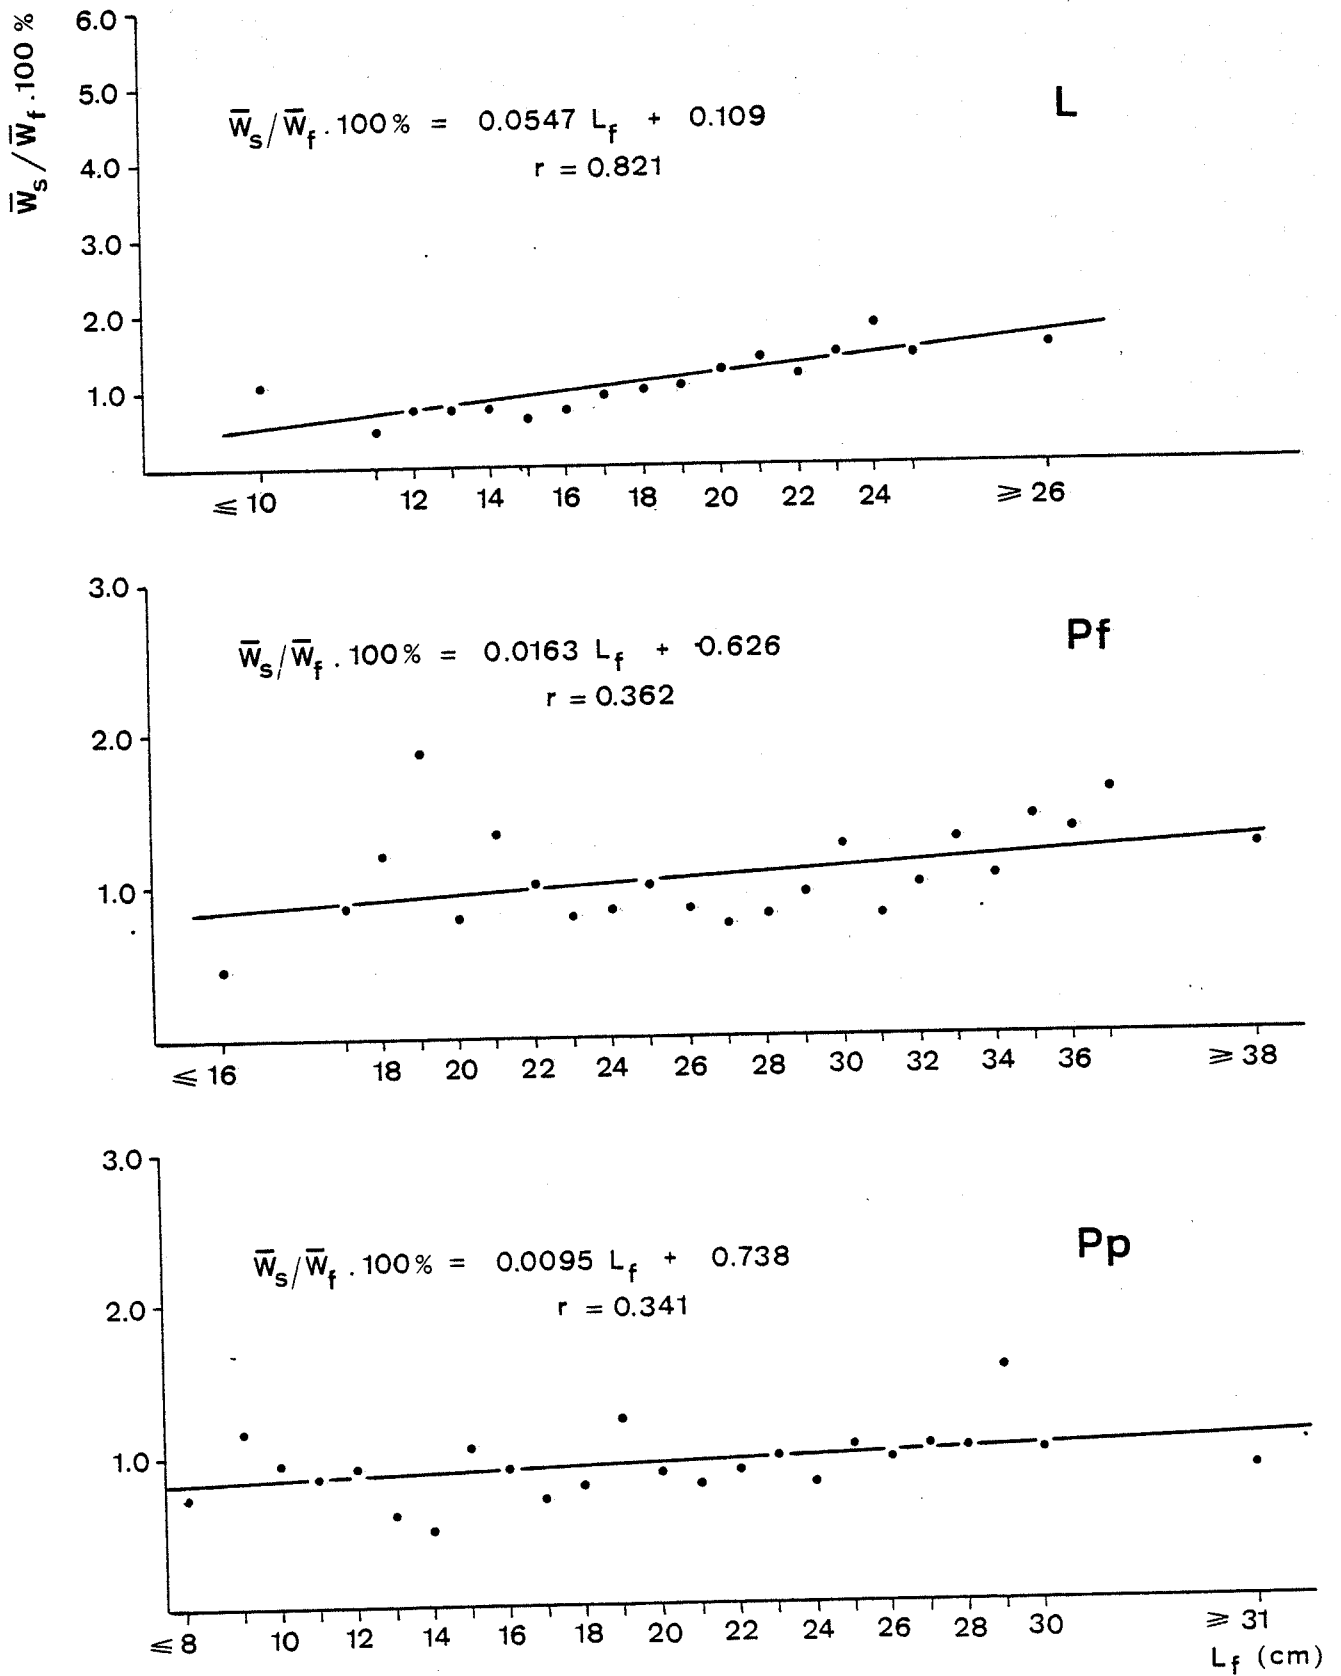 W̄s/W̄f .100 %
6.0
5.0
4.0
3.0
2.0
1.0
L
W̄s/W̄f .100% = 0.0547 Lf + 0.109
r = 0.821
≤ 10 12 14 16 18 20 22 24 ≥ 26
3.0
2.0
1.0
Pf
W̄s/W̄f .100% = 0.0163 Lf + 0.626
r = 0.362
≤ 16 18 20 22 24 26 28 30 32 34 36 ≥ 38
3.0
2.0
1.0
Pp
W̄s/W̄f .100% = 0.0095 Lf + 0.738
r = 0.341
≤ 8 10 12 14 16 18 20 22 24 26 28 30 ≥ 31
Lf (cm)